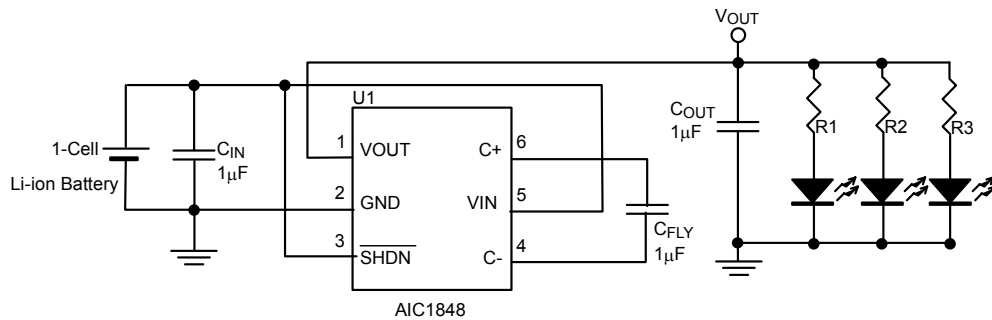 VOUT
U1
1-Cell
Li-ion Battery
CIN
1μF
1
VOUT
C+
6
2
GND
VIN
5
3
SHDN
C-
4
CFLY
1μF
COUT
1μF
R1
R2
R3
AIC1848